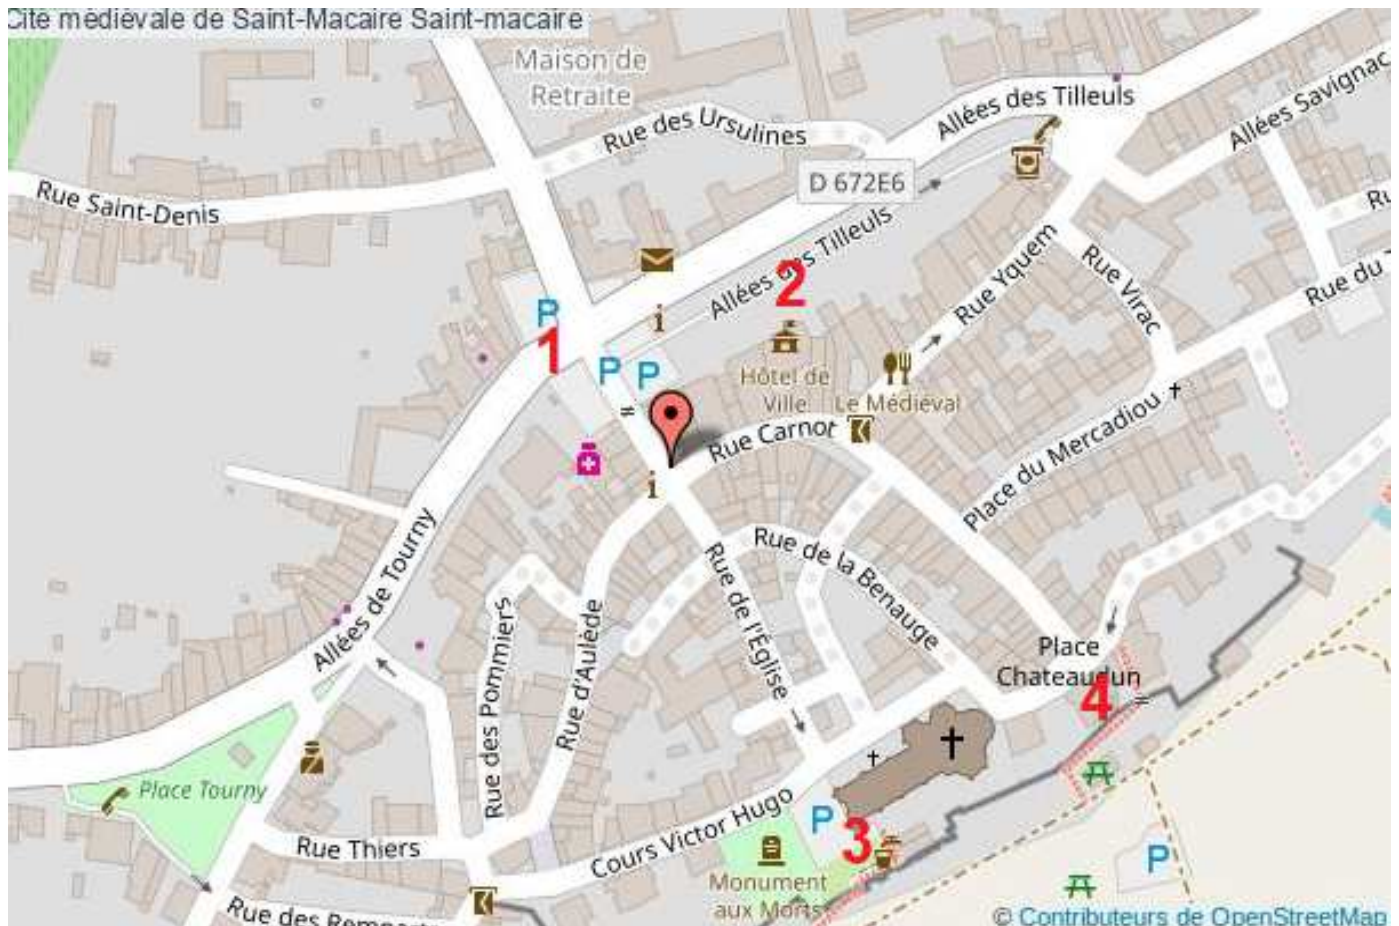 Cité médiévale de Saint-Macaire Saint-macaire
Maison de
Retraite
Allées des Tilleuls
Allées Savignac
Rue des Ursulines
D 672E6
Rue Saint-Denis
Allées des Tilleuls
Rue Yquem
Rue Virac
P
1
2
P
P
i
Hôtel de
Ville
Le Médiéval
Rue Carnot
Place du Mercadiou
i
Allées de Tourny
Rue de la Benauge
Rue de l'Église
Rue des Pommiers
Rue d'Aulède
Place
Chateaudun
4
Place Tourny
Rue Thiers
Cours Victor Hugo
P
3
P
Monument
aux Morts
Rue des
© Contributeurs de OpenStreetMap